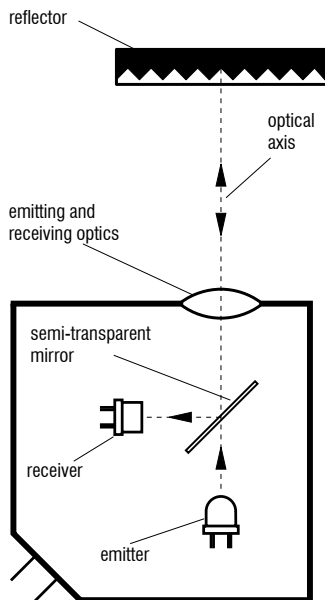 reflector
optical
axis
emitting and
receiving optics
semi-transparent
mirror
receiver
emitter